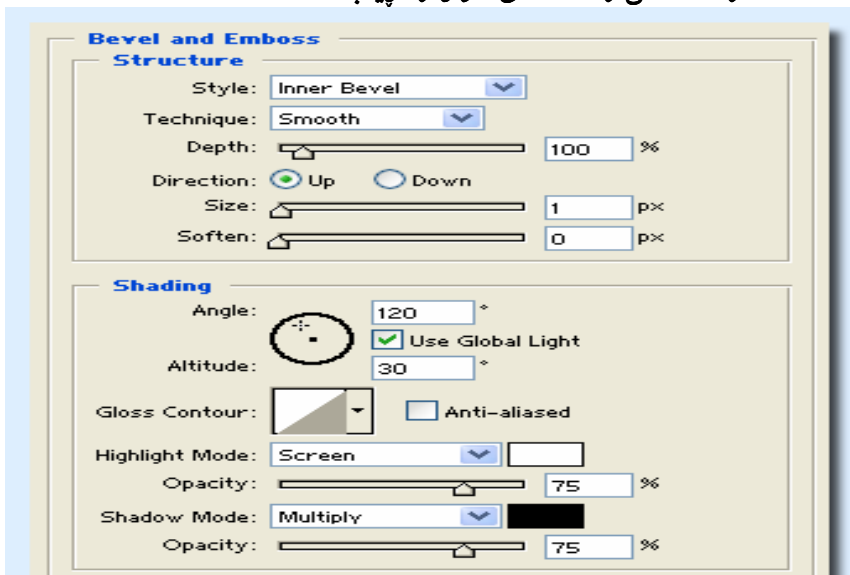 Bevel and Emboss
Structure
Style: Inner Bevel
Technique: Smooth
Depth: 100 %
Direction: Up Down
Size: 1 px
Soften: 0 px
Shading
Angle: 120 °
Use Global Light
Altitude: 30 °
Gloss Contour: Anti-aliased
Highlight Mode: Screen
Opacity: 75 %
Shadow Mode: Multiply
Opacity: 75 %